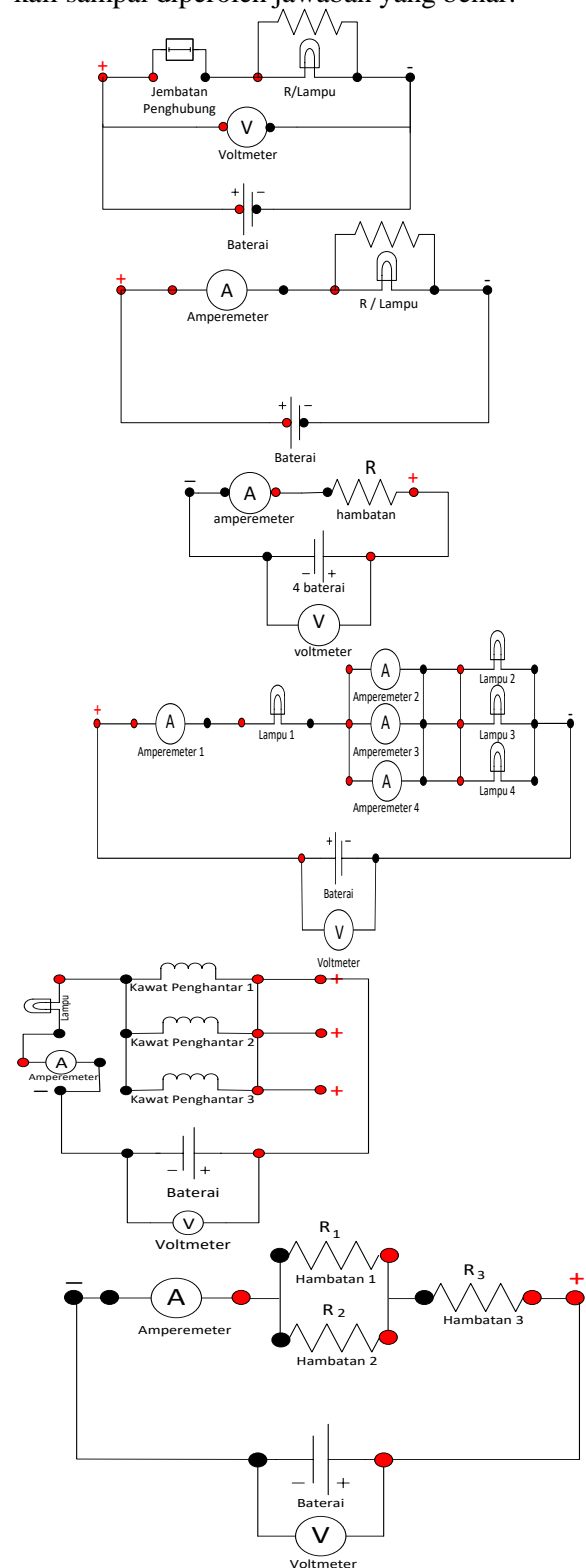 kali sampai diperoleh jawaban yang benar.
+ -
Jembatan
Penghubung
R/Lampu
V
Voltmeter
+ −
Baterai
+ -
A
Amperemeter
R / Lampu
+ −
Baterai
− R +
A
amperemeter
hambatan
− +
4 baterai
V
voltmeter
Lampu 2
A
Amperemeter 2
+ -
A
Amperemeter 1
Lampu 1
A
Amperemeter 3
Lampu 3
A
Amperemeter 4
Lampu 4
+ −
Baterai
V
Voltmeter
Kawat Penghantar 1
+
Lampu
Kawat Penghantar 2
+
A
Amperemeter
−
Kawat Penghantar 3
+
− +
Baterai
V
Voltmeter
R1
Hambatan 1
− R3 +
A
Amperemeter
Hambatan 3
R2
Hambatan 2
− +
Baterai
V
Voltmeter